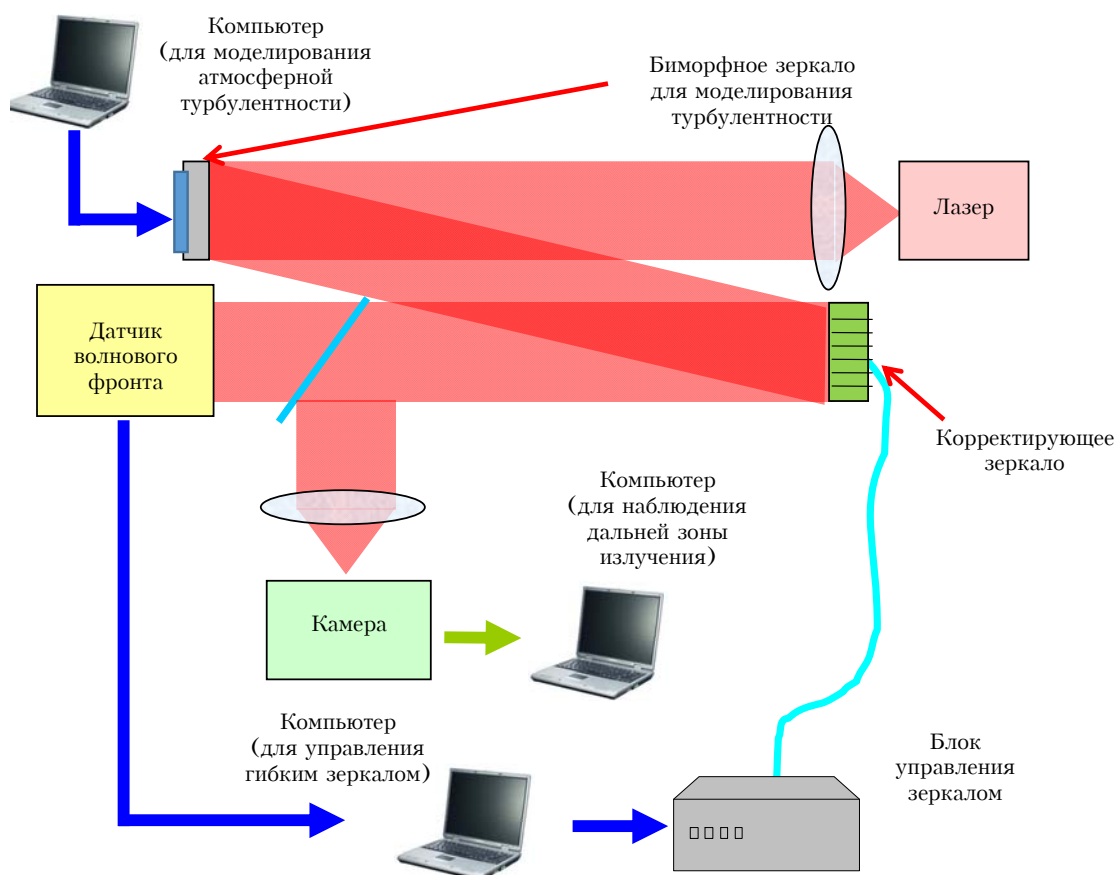 Компьютер
(для моделирования
атмосферной
турбулентности)
Биморфное зеркало
для моделирования
турбулентности
Лазер
Датчик
волнового
фронта
Корректирующее
зеркало
Компьютер
(для наблюдения
дальней зоны
излучения)
Камера
Компьютер
(для управления
гибким зеркалом)
Блок
управления
зеркалом